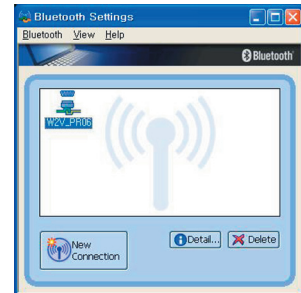 Bluetooth Settings
Bluetooth View Help
Bluetooth
W2V_PR06
New
Connection
Detail...
Delete